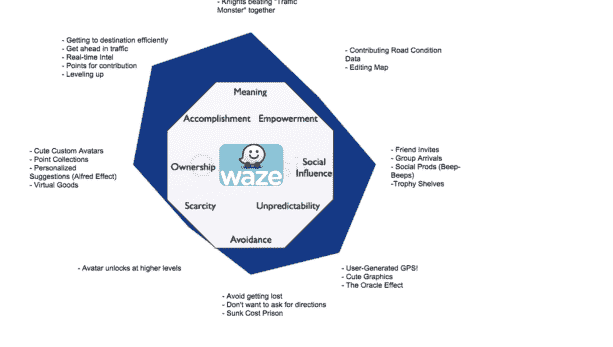 - Knights beating "Traffic
Monster" together
- Getting to destination efficiently
- Get ahead in traffic
- Real-time Intel
- Points for contribution
- Leveling up
- Contributing Road Condition
Data
- Editing Map
Meaning
Accomplishment
Empowerment
- Cute Custom Avatars
- Point Collections
- Personalized
Suggestions (Alfred Effect)
- Virtual Goods
Ownership
waze
Social
Influence
- Friend Invites
- Group Arrivals
- Social Prods (Beep-
Beeps)
-Trophy Shelves
Scarcity
Unpredictability
Avoidance
- Avatar unlocks at higher levels
- User-Generated GPS!
- Cute Graphics
- The Oracle Effect
- Avoid getting lost
- Don't want to ask for directions
- Sunk Cost Prison